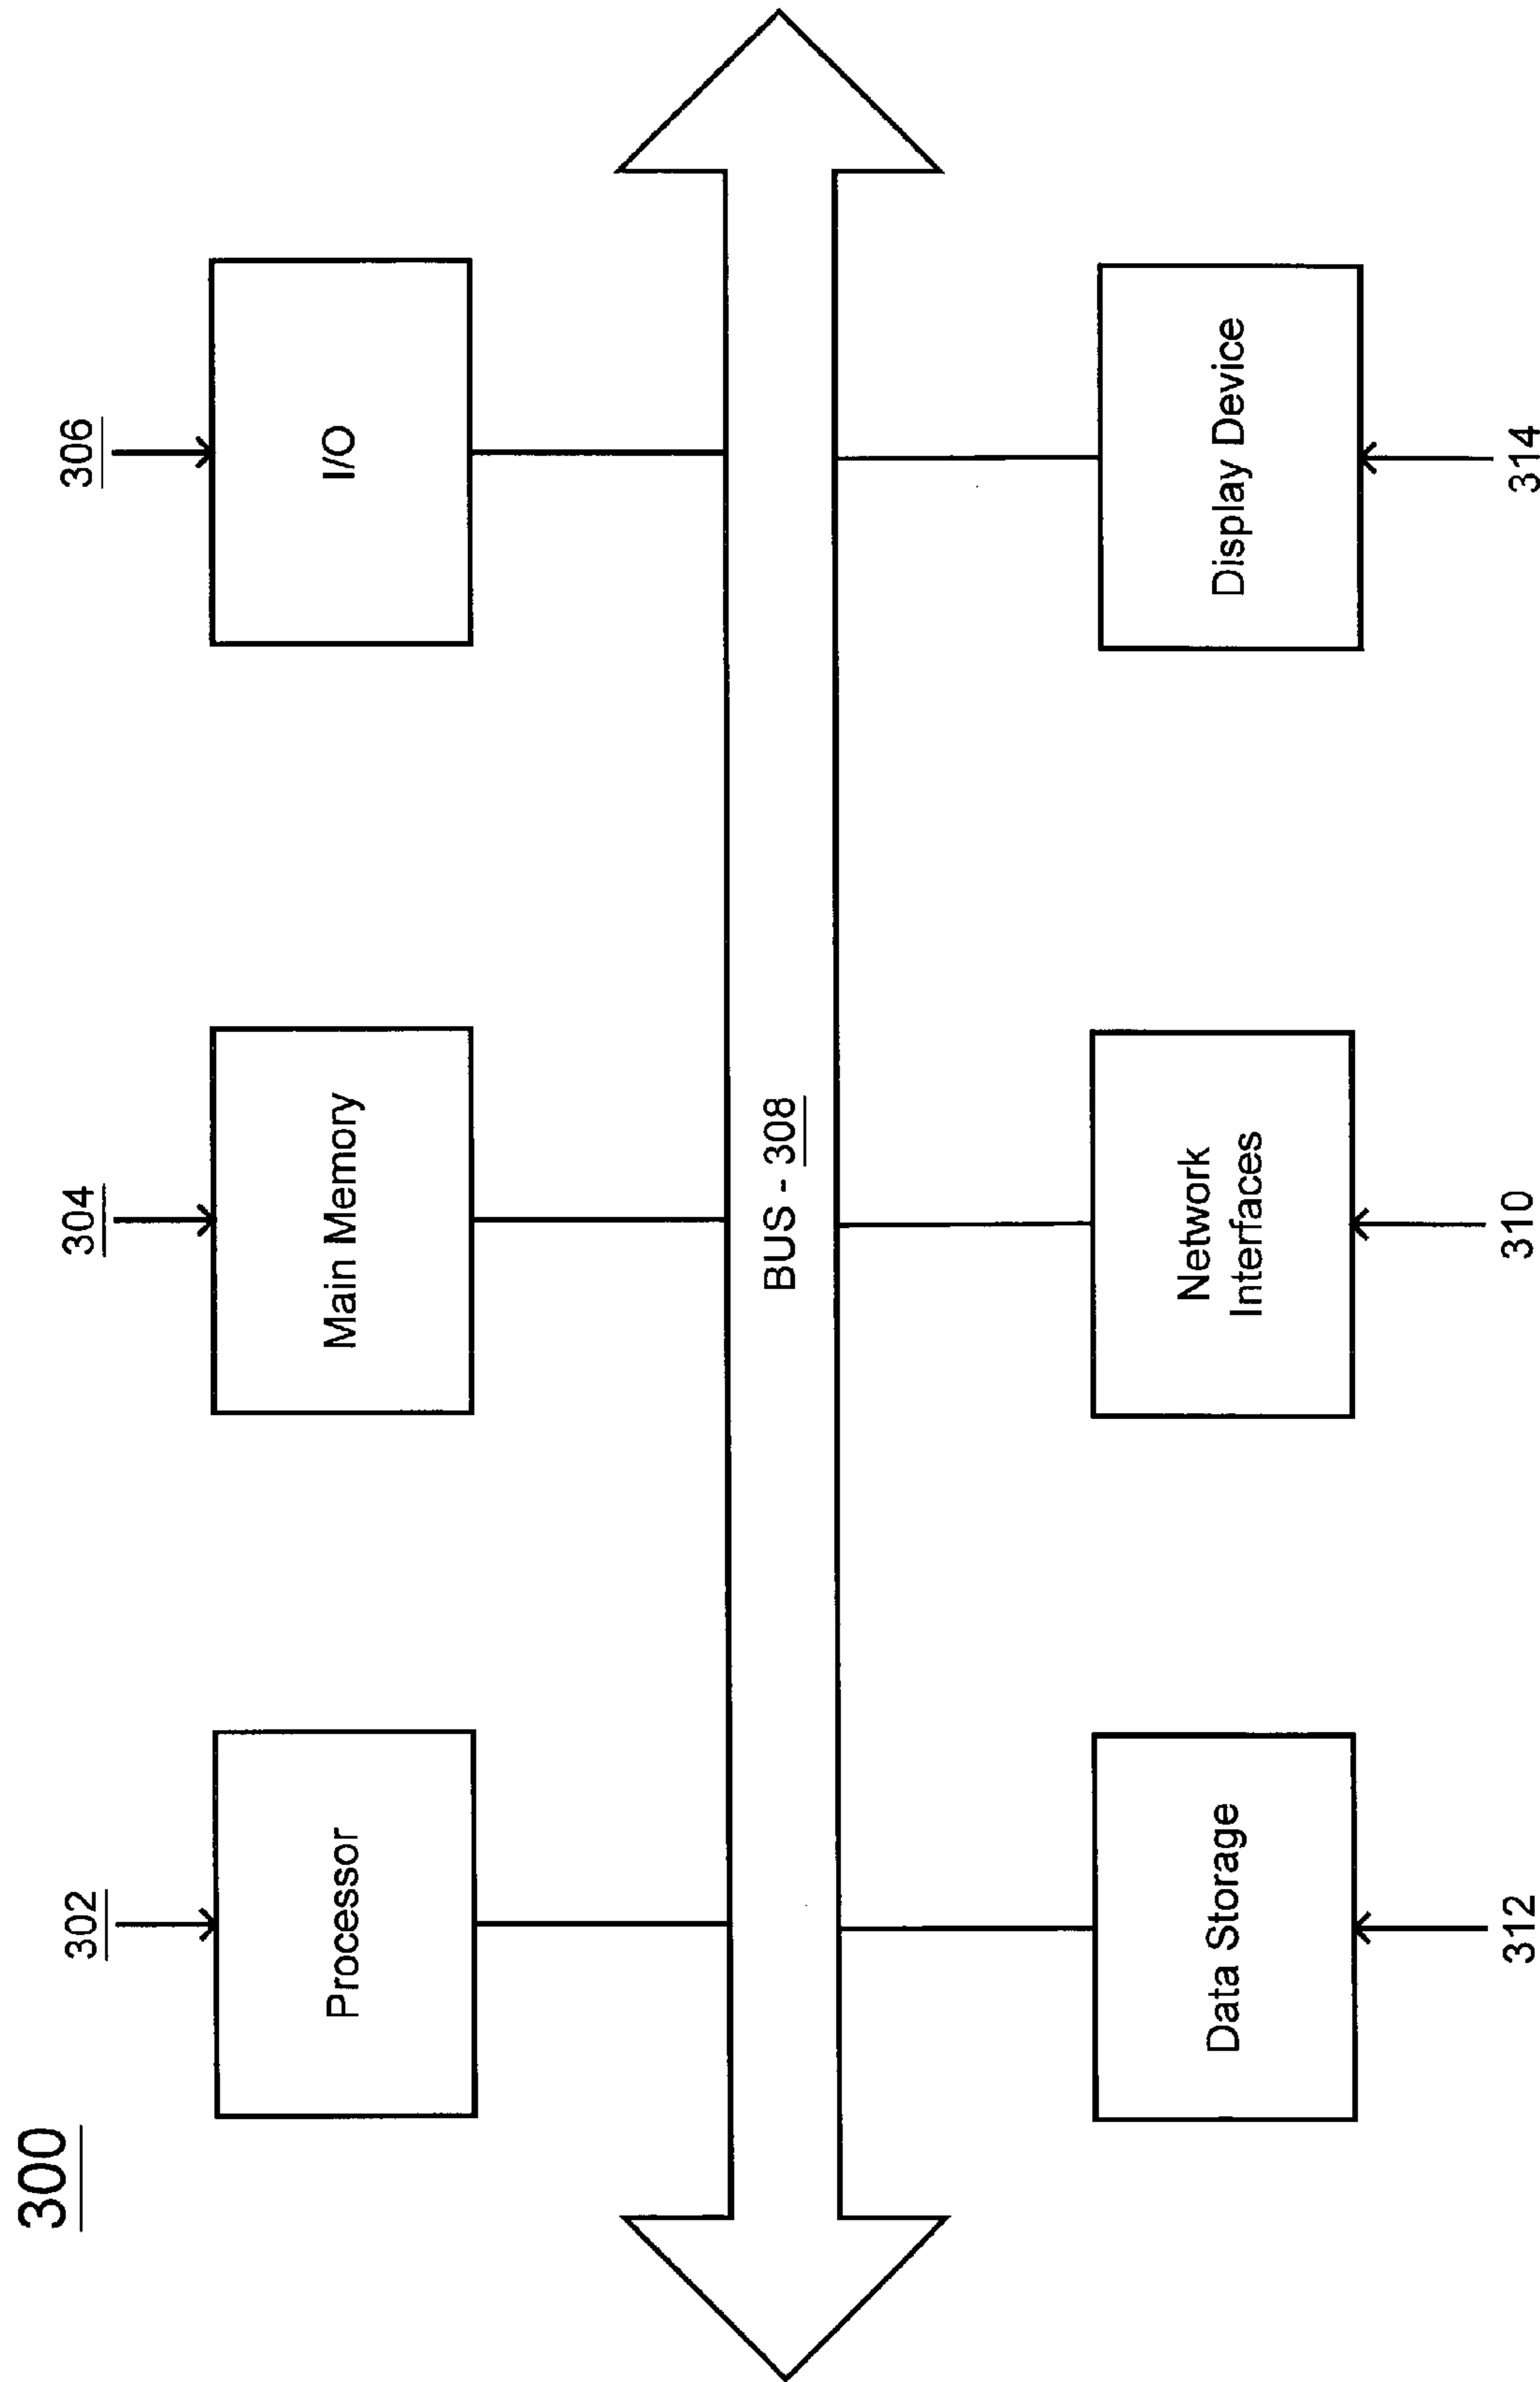 300
302
304
306
Processor
Main Memory
I/O
BUS - 308
Data Storage
Network
Interfaces
Display Device
312
310
314